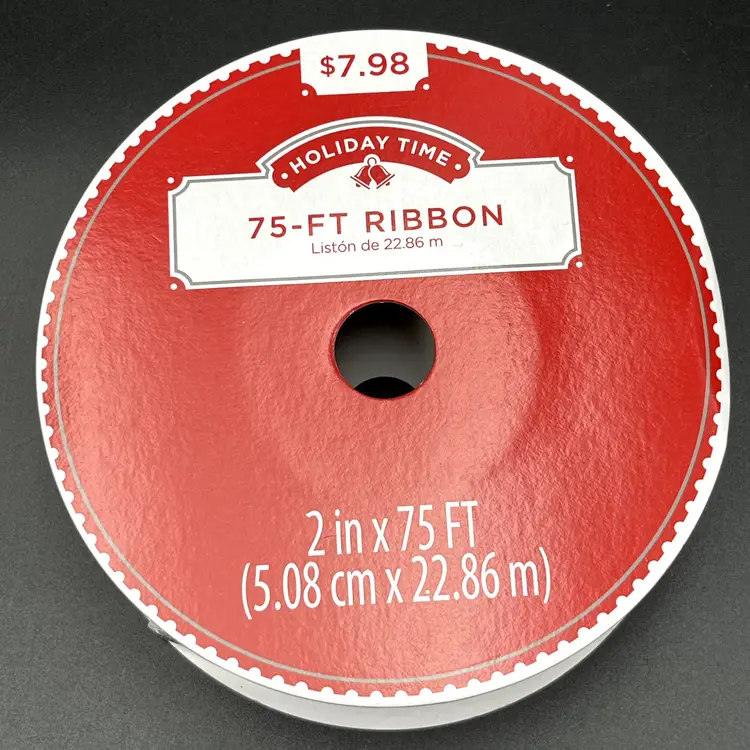 $7.98
HOLIDAY TIME
75-FT RIBBON
Listón de 22.86 m
2 in x 75 FT
(5.08 cm x 22.86 m)